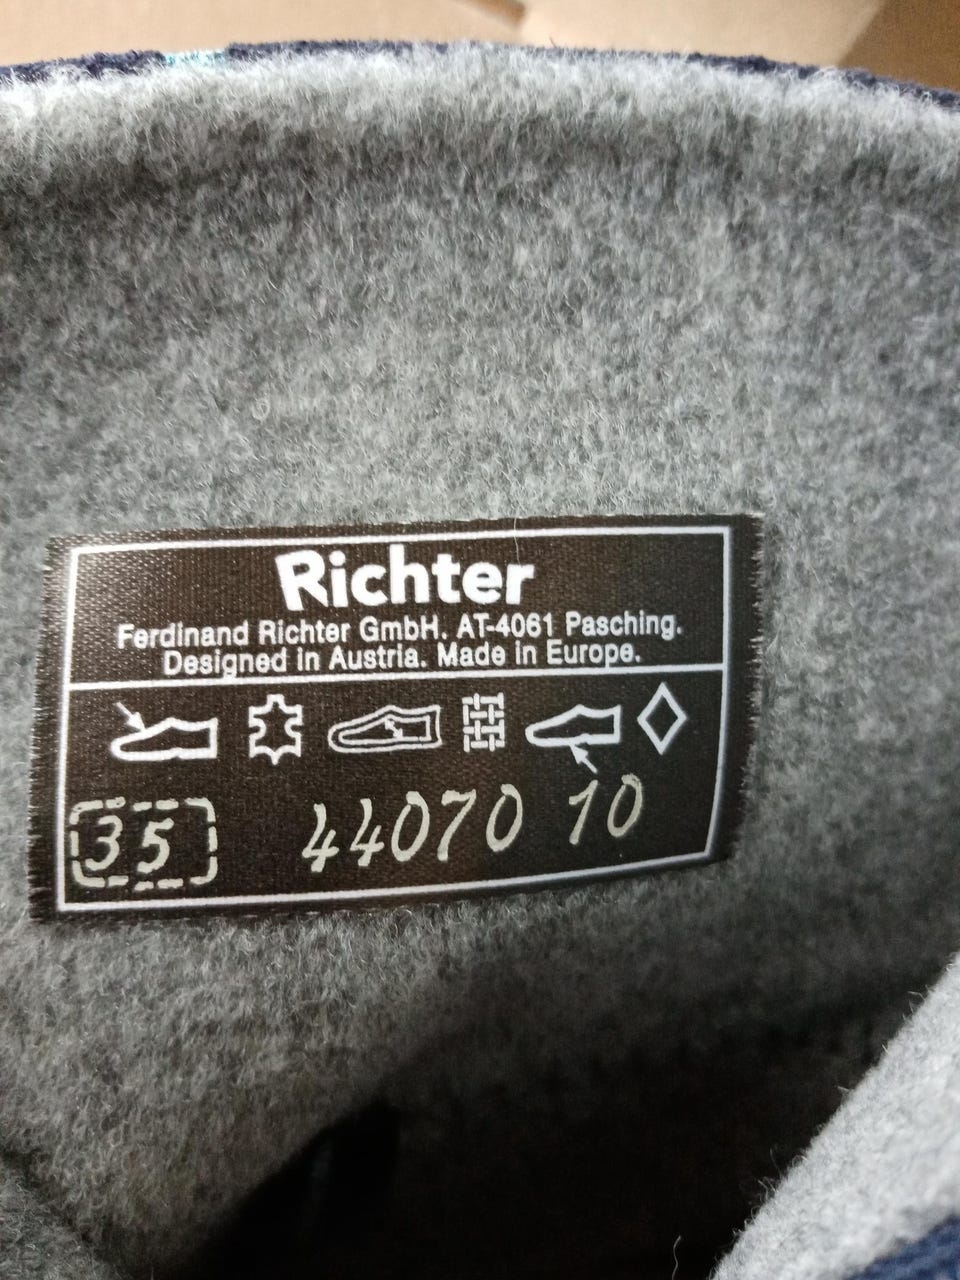 Richter
Ferdinand Richter GmbH. AT-4061 Pasching.
Designed in Austria. Made in Europe.
35 44070 10